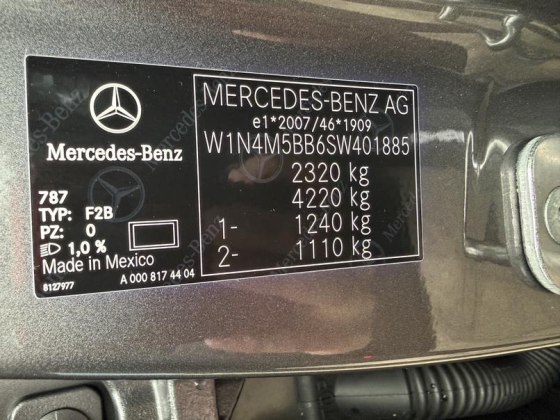 Mercedes-Benz
787
TYP: F2B
PZ: 0
1,0 %
Made in Mexico
8127977
A 000 817 44 04
MERCEDES-BENZ AG
e1*2007/46*1909
W1N4M5BB6SW401885
2320 kg
4220 kg
1- 1240 kg
2- 1110 kg